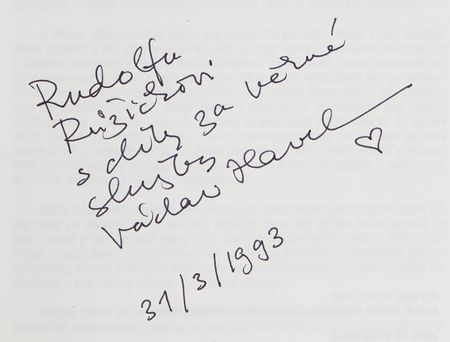 Rudolfu
Růžičkovi
s díky za věrné
služby
Václav Havel
31/3/1993